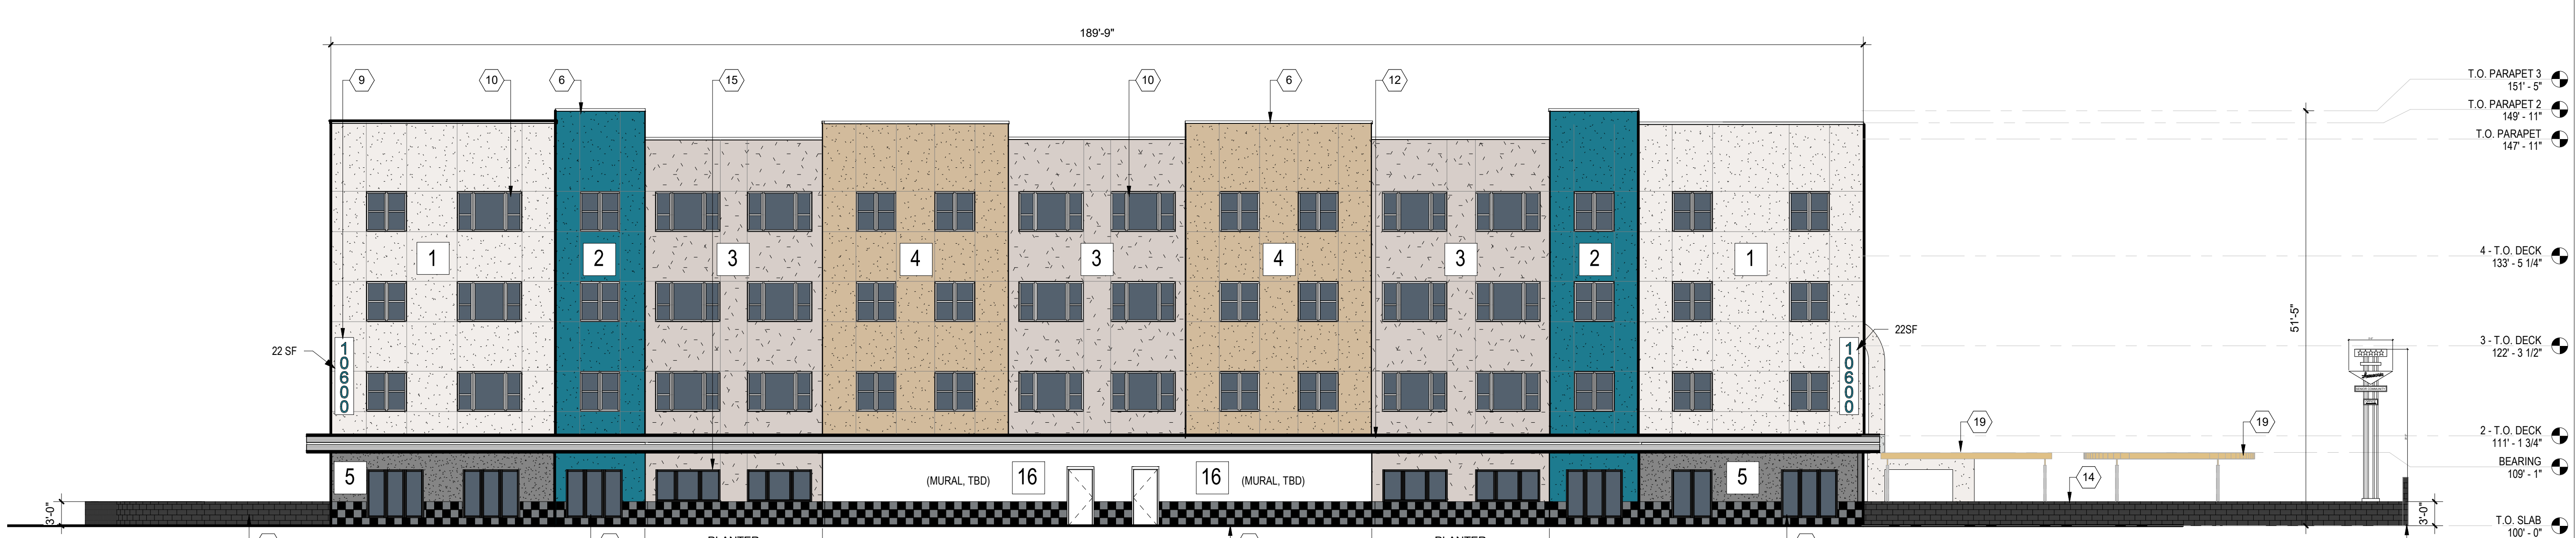 189'-9"
9
10
6
15
10
6
12
T.O. PARAPET 3
151' - 5"
T.O. PARAPET 2
149' - 11"
T.O. PARAPET
147' - 11"
1
2
3
4
3
4
3
2
1
4 - T.O. DECK
133' - 5 1/4"
51'-5"
22 SF
10600
22SF
10600
3 - T.O. DECK
122' - 3 1/2"
19
19
2 - T.O. DECK
111' - 1 3/4"
BEARING
109' - 1"
5
(MURAL, TBD)
16
16
(MURAL, TBD)
5
14
3'-0"
3'-0"
T.O. SLAB
100' - 0"
PLANTER
PLANTER